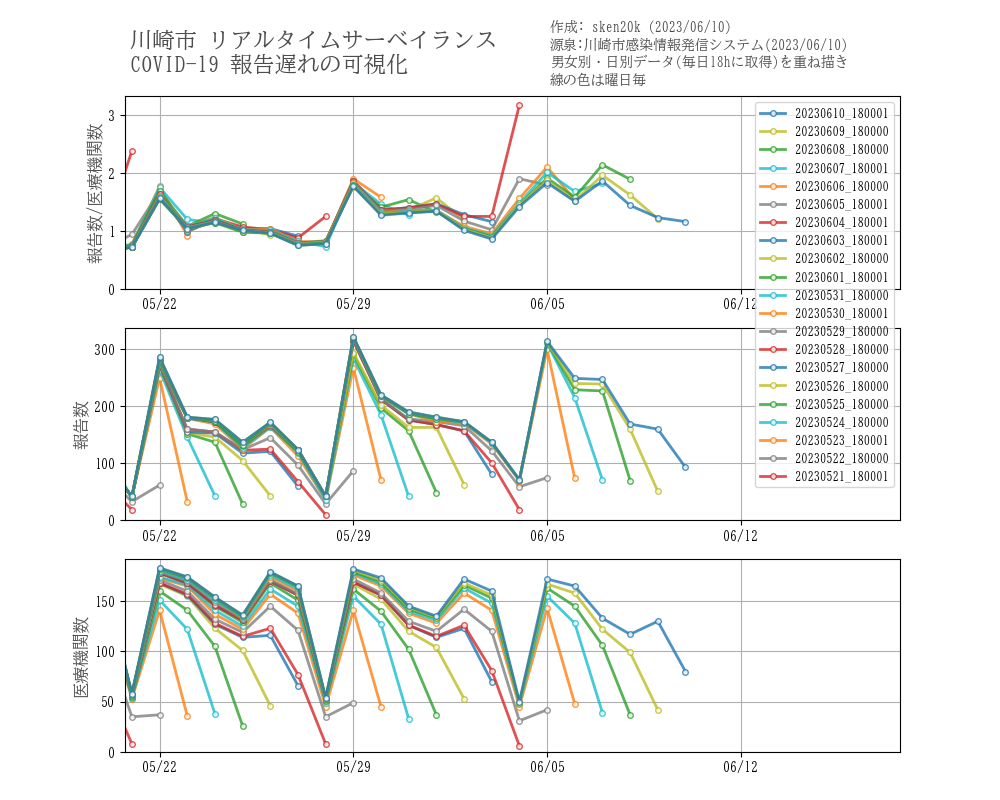 川崎市 リアルタイムサーベイランス
COVID-19 報告遅れの可視化
作成: sken20k (2023/06/10)
源泉:川崎市感染情報発信システム(2023/06/10)
男女別・日別データ(毎日18hに取得)を重ね描き
線の色は曜日毎
報告数/医療機関数
3
2
1
0
05/22 05/29 06/05 06/12
20230610_180001
20230609_180000
20230608_180000
20230607_180001
20230606_180000
20230605_180001
20230604_180001
20230603_180001
20230602_180000
20230601_180001
20230531_180000
20230530_180001
20230529_180000
20230528_180001
20230527_180001
20230526_180000
20230525_180000
20230524_180001
20230523_180001
20230522_180000
20230521_180001
報告数
300
200
100
0
05/22 05/29 06/05 06/12
医療機関数
150
100
50
0
05/22 05/29 06/05 06/12